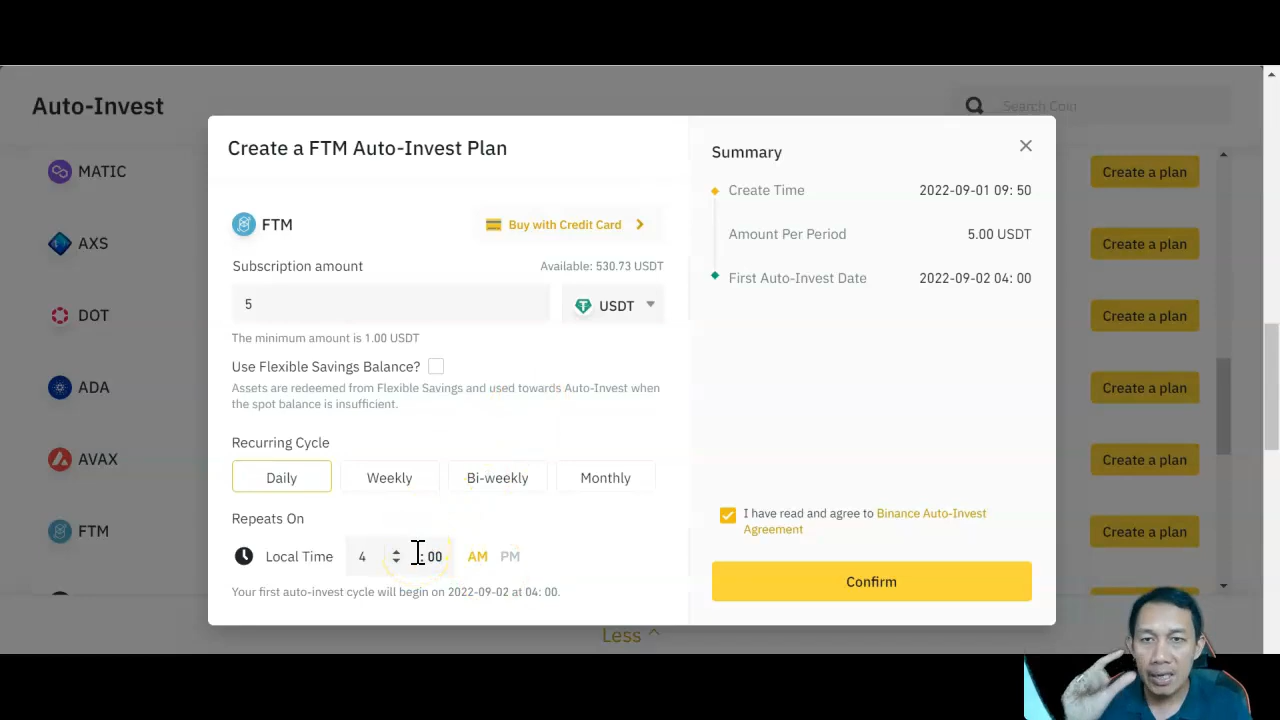 Auto-Invest
Search Coin
MATIC
Create a plan
AXS
Create a plan
DOT
Create a plan
ADA
Create a plan
AVAX
Create a plan
FTM
Create a plan
Less
Create a FTM Auto-Invest Plan
FTM
Buy with Credit Card
Subscription amount
Available: 530.73 USDT
5
USDT
The minimum amount is 1.00 USDT
Use Flexible Savings Balance?
Assets are redeemed from Flexible Savings and used towards Auto-Invest when
the spot balance is insufficient.
Recurring Cycle
Daily
Weekly
Bi-weekly
Monthly
Repeats On
Local Time 4 : 00 AM PM
Your first auto-invest cycle will begin on 2022-09-02 at 04: 00.
Summary
Create Time 2022-09-01 09: 50
Amount Per Period 5.00 USDT
First Auto-Invest Date 2022-09-02 04: 00
I have read and agree to Binance Auto-Invest
Agreement
Confirm